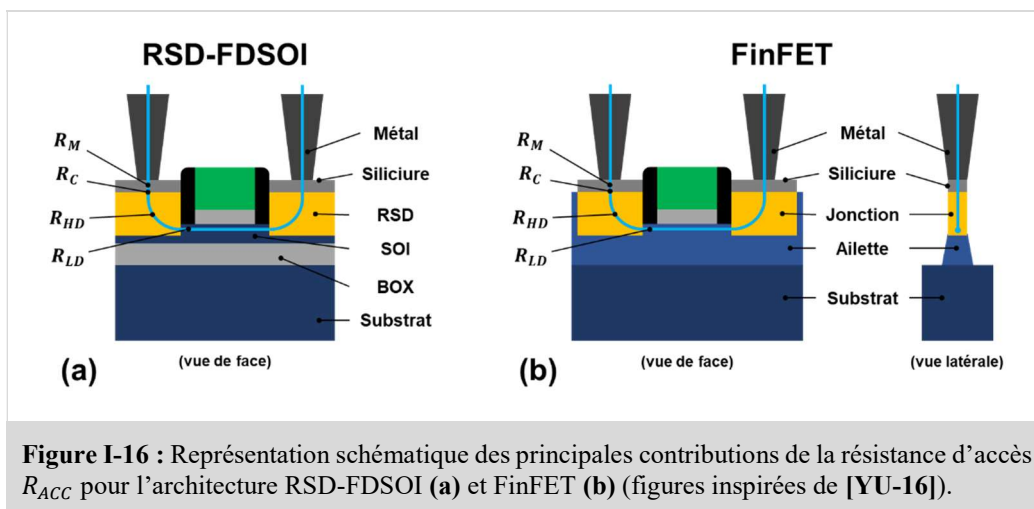 RSD-FDSOI
FinFET
R_M
R_C
R_HD
R_LD
Métal
Siliciure
RSD
SOI
BOX
Substrat
(a)
(vue de face)
R_M
R_C
R_HD
R_LD
Métal
Siliciure
Jonction
Ailette
Substrat
(b)
(vue de face)
(vue latérale)
Figure I-16 : Représentation schématique des principales contributions de la résistance d’accès
R_ACC pour l’architecture RSD-FDSOI (a) et FinFET (b) (figures inspirées de [YU-16]).